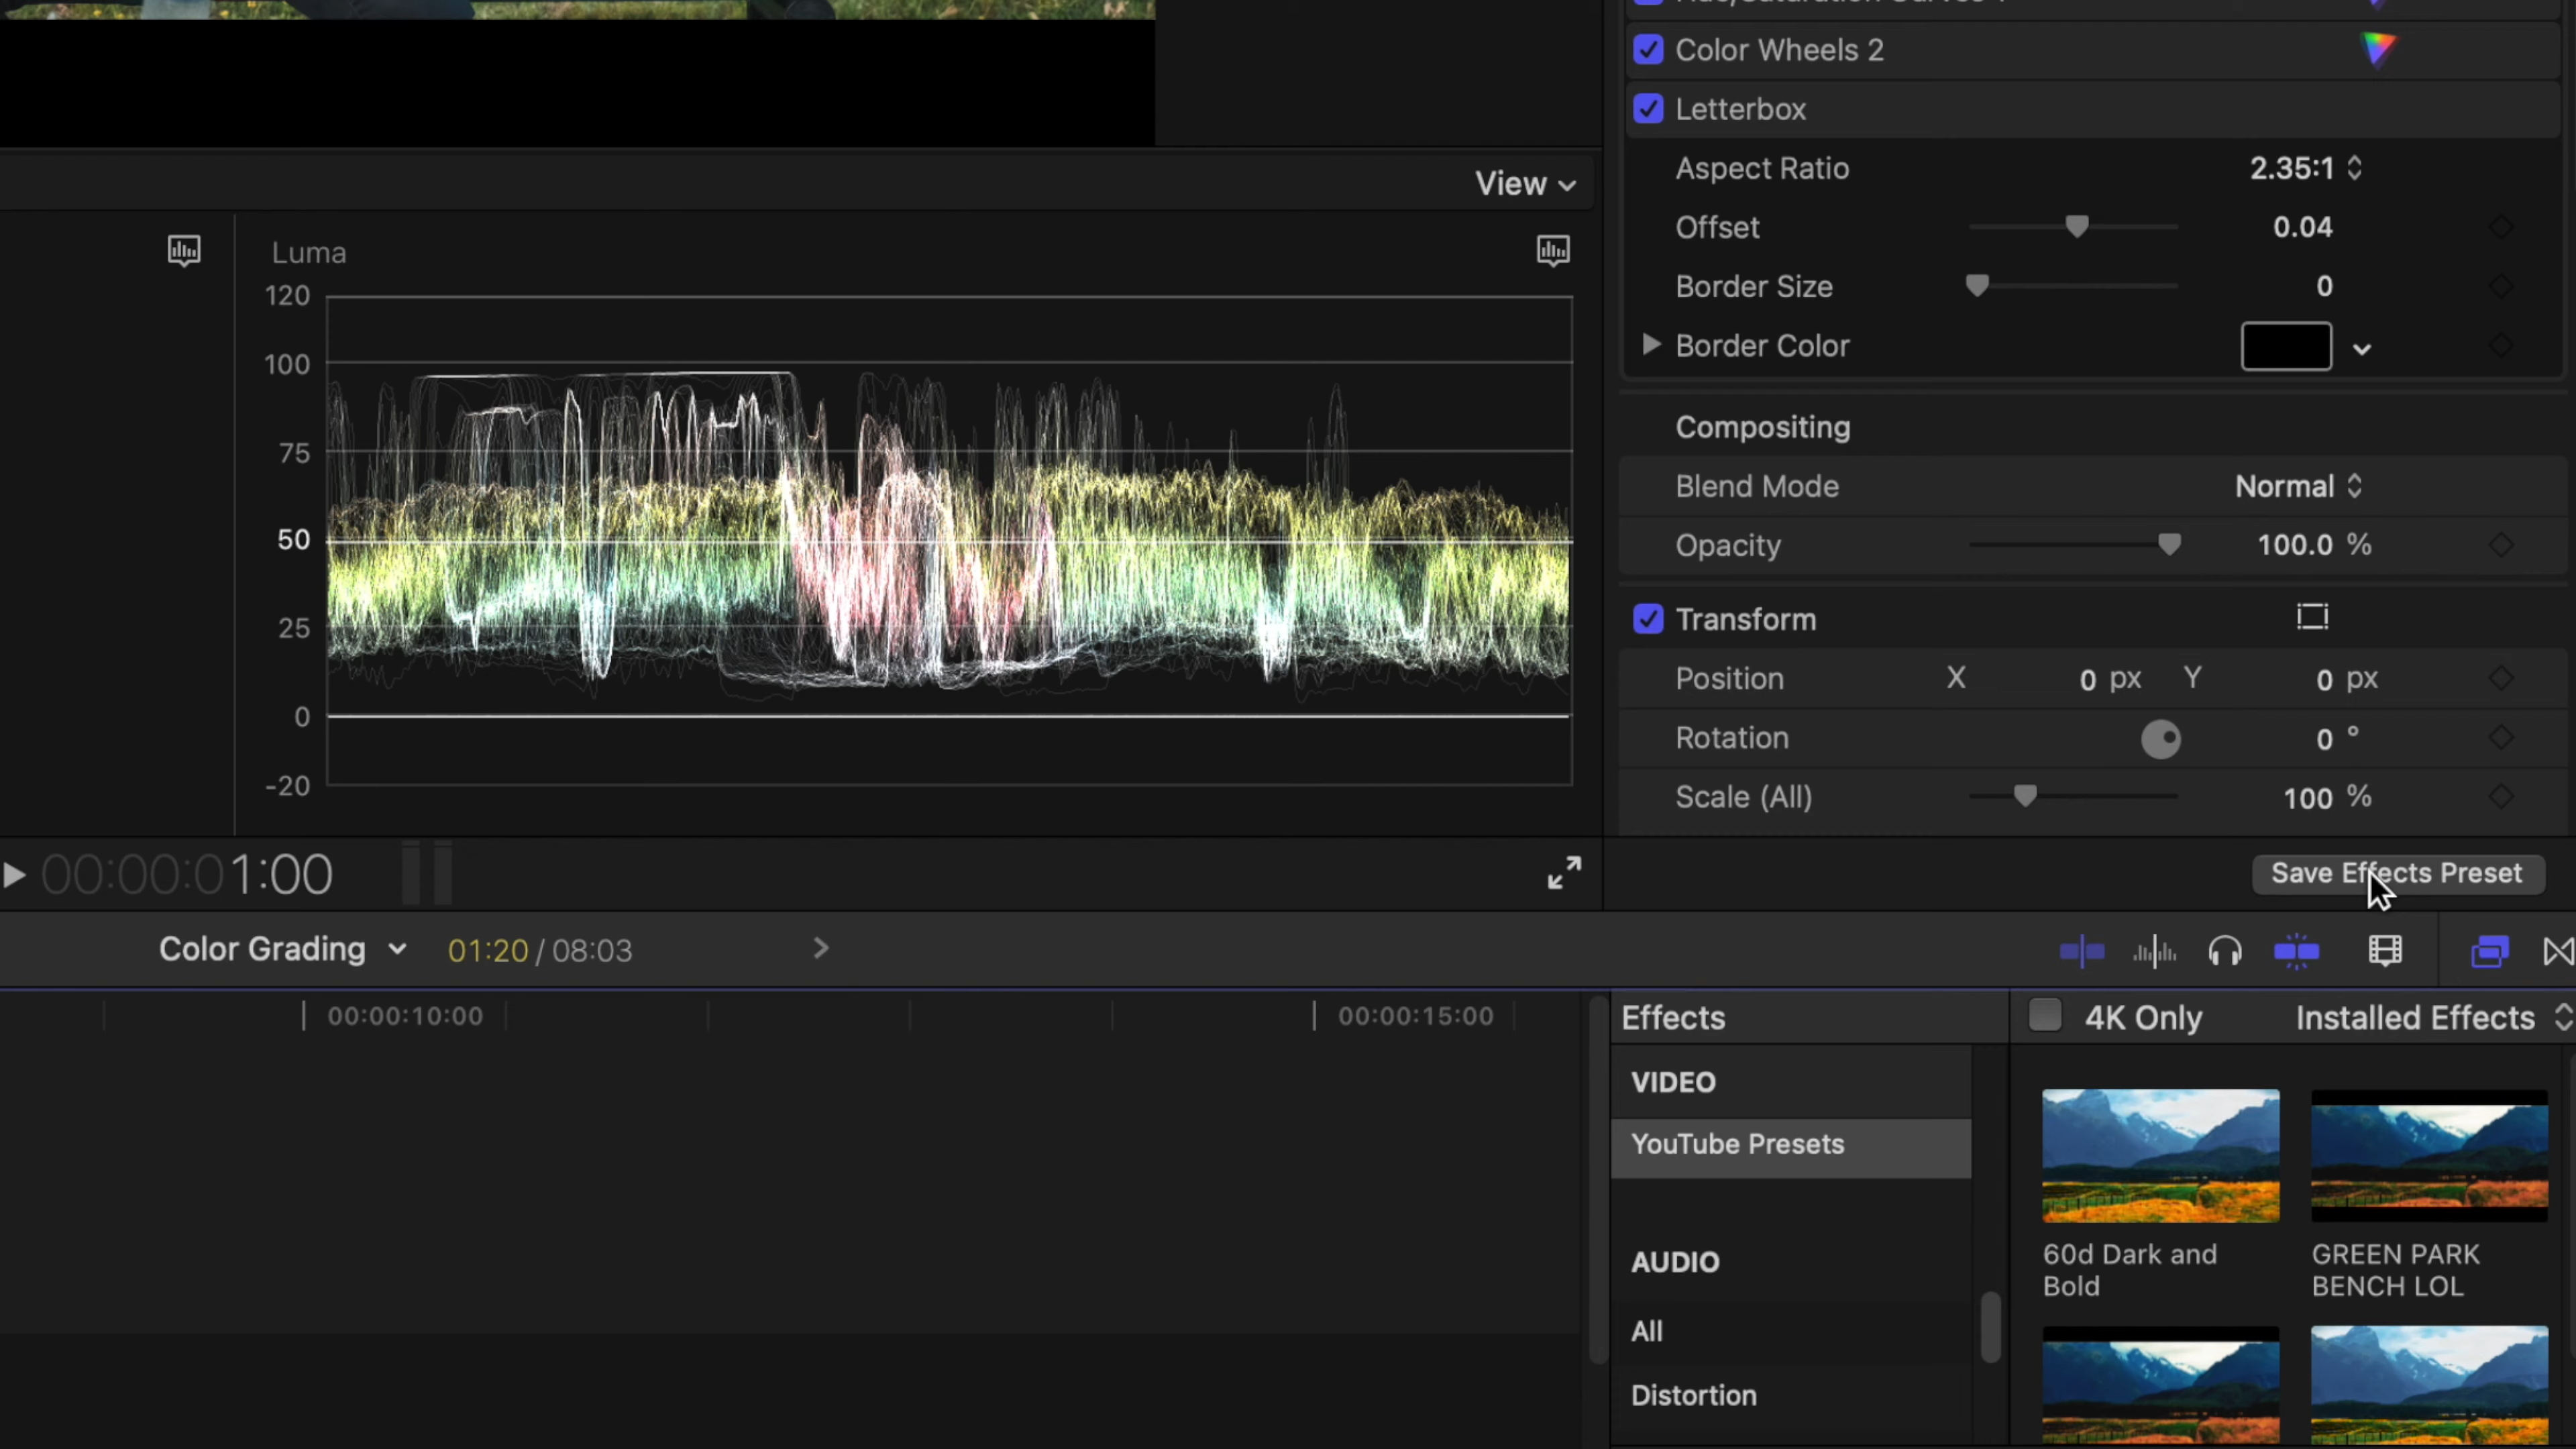 Color Wheels 2
Letterbox
Aspect Ratio 2.35:1
Offset 0.04
Border Size 0
Border Color
Compositing
Blend Mode Normal
Opacity 100.0 %
Transform
Position X 0 px Y 0 px
Rotation 0 °
Scale (All) 100 %
Save Effects Preset
View
Luma
120
100
75
50
25
0
-20
00:00:01:00
Color Grading 01:20 / 08:03
00:00:10:00 00:00:15:00
Effects
4K Only Installed Effects
VIDEO
YouTube Presets
AUDIO
All
Distortion
60d Dark and
Bold
GREEN PARK
BENCH LOL